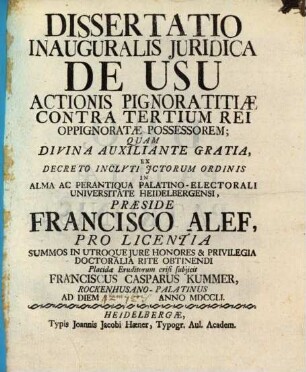 DISSERTATIO
INAUGURALIS JURIDICA
DE USU
ACTIONIS PIGNORATITIÆ
CONTRA TERTIUM REI
OPPIGNORATÆ POSSESSOREM;
QUAM
DIVINA AUXILIANTE GRATIA,
EX
DECRETO INCLYTI JCTORUM ORDINIS
IN
ALMA AC PERANTIQUA PALATINO-ELECTORALI
UNIVERSITATE HEIDELBERGENSI,
PRÆSIDE
FRANCISCO ALEF,
PRO LICENTIA
SUMMOS IN UTROQUE JURE HONORES & PRIVILEGIA
DOCTORALIA RITE OBTINENDI
Placidæ Eruditorum crisi subjicit
FRANCISCUS CASPARUS KUMMER,
ROCKENHUSANO-PALATINUS
AD DIEM ANNO MDCCLI.
HEIDELBERGÆ,
Typis Joannis Jacobi Hæner, Typogr. Aul. Academ.